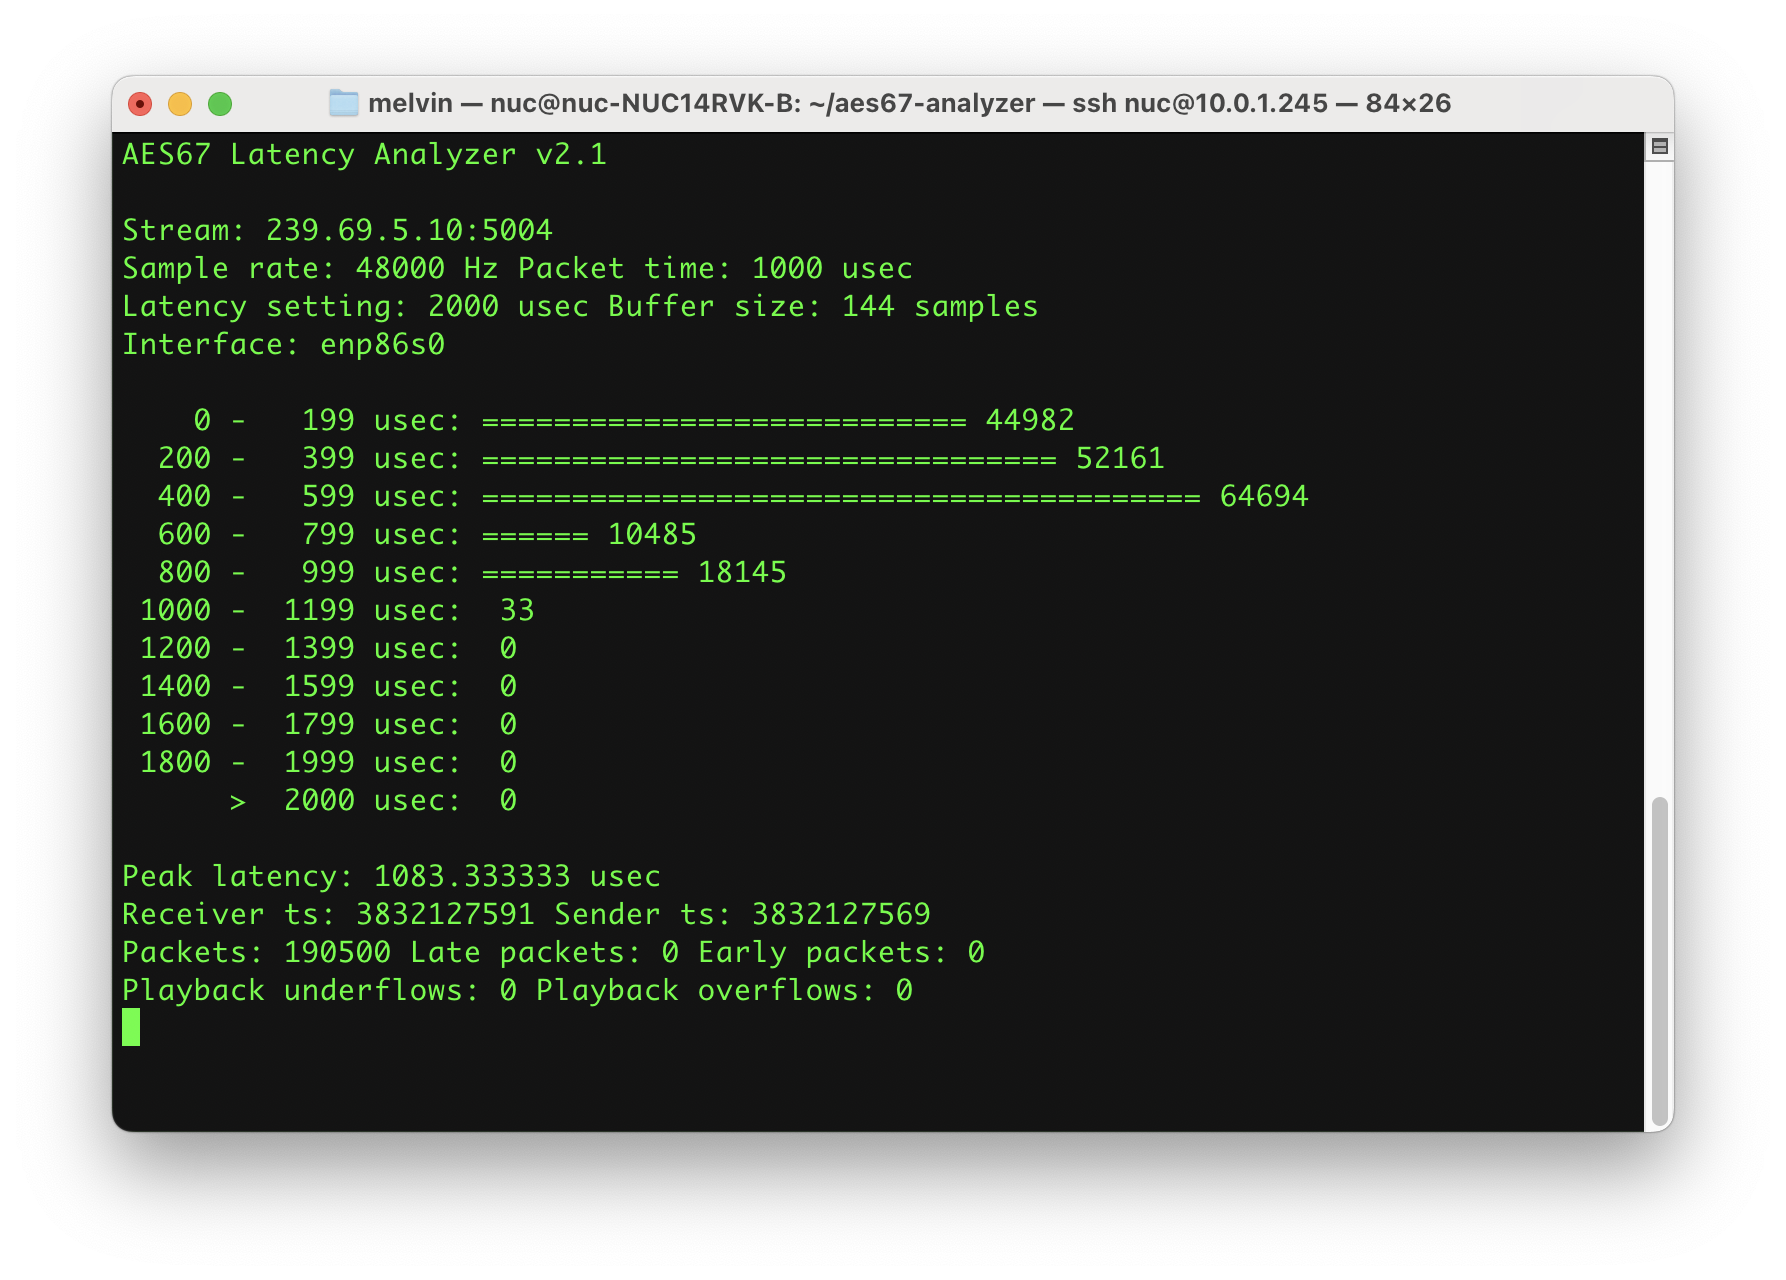 melvin — nuc@nuc-NUC14RVK-B: ~/aes67-analyzer — ssh nuc@10.0.1.245 — 84×26
AES67 Latency Analyzer v2.1
Stream: 239.69.5.10:5004
Sample rate: 48000 Hz Packet time: 1000 usec
Latency setting: 2000 usec Buffer size: 144 samples
Interface: enp86s0
0 - 199 usec: =========================== 44982
200 - 399 usec: ================================ 52161
400 - 599 usec: ======================================== 64694
600 - 799 usec: ====== 10485
800 - 999 usec: =========== 18145
1000 - 1199 usec: 33
1200 - 1399 usec: 0
1400 - 1599 usec: 0
1600 - 1799 usec: 0
1800 - 1999 usec: 0
> 2000 usec: 0
Peak latency: 1083.333333 usec
Receiver ts: 3832127591 Sender ts: 3832127569
Packets: 190500 Late packets: 0 Early packets: 0
Playback underflows: 0 Playback overflows: 0